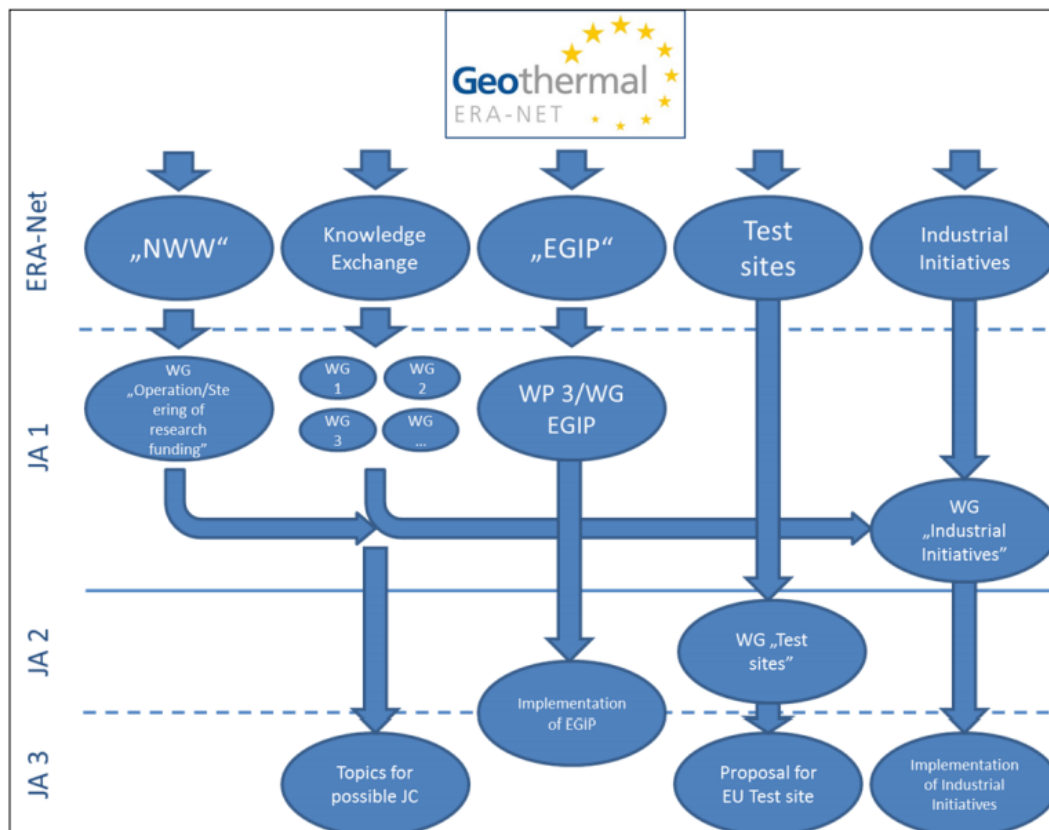 Geothermal
ERA-NET
ERA-Net
„NWW“
Knowledge
Exchange
„EGIP“
Test
sites
Industrial
Initiatives
JA 1
WG
„Operation/Ste
ering of
research
funding”
WG
1
WG
2
WG
3
WG
...
WP 3/WG
EGIP
WG
„Industrial
Initiatives”
JA 2
WG „Test
sites”
Implementation
of EGIP
JA 3
Topics for
possible JC
Proposal for
EU Test site
Implementation
of Industrial
Initiatives